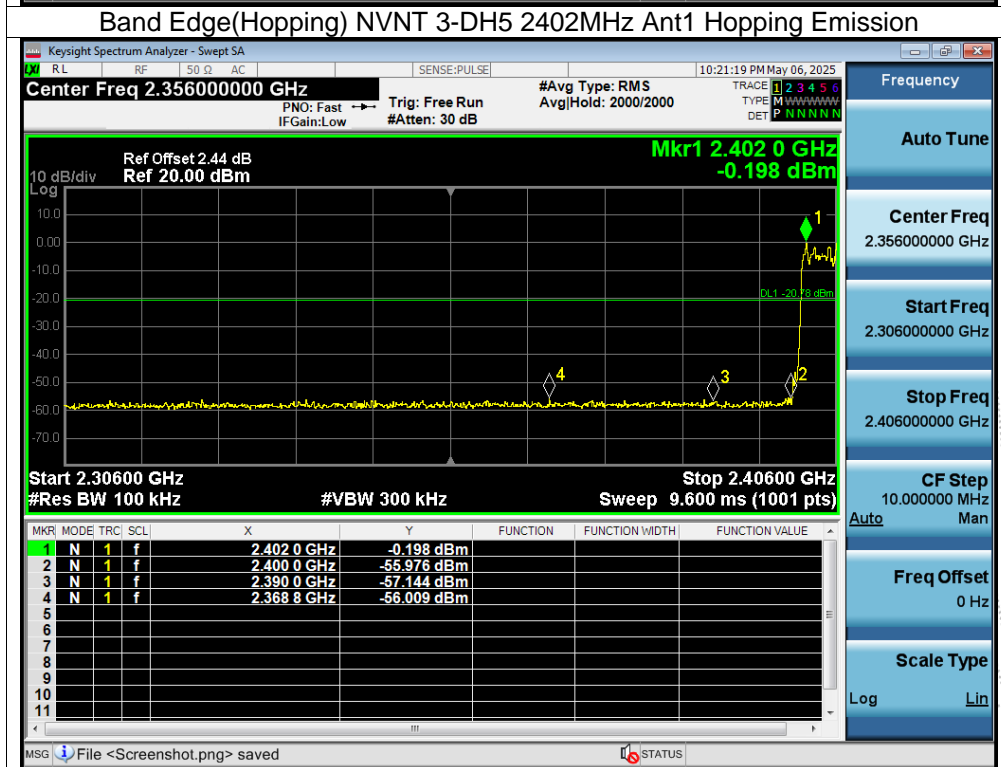 Band Edge(Hopping) NVNT 3-DH5 2402MHz Ant1 Hopping Emission
Keysight Spectrum Analyzer - Swept SA
LXI RL RF 50 Ω AC SENSE:PULSE 10:21:19 PM May 06, 2025
Center Freq 2.356000000 GHz #Avg Type: RMS TRACE 1 2 3 4 5 6
PNO: Fast Trig: Free Run Avg|Hold: 2000/2000 TYPE M WWWWW
IFGain:Low #Atten: 30 dB DET P N N N N N
Ref Offset 2.44 dB Mkr1 2.402 0 GHz
10 dB/div Ref 20.00 dBm -0.198 dBm
Log
10.0
0.00
-10.0
-20.0
-30.0
-40.0
-50.0
-60.0
-70.0
1
DL1 -20.78 dBm
4
3
2
Start 2.30600 GHz Stop 2.40600 GHz
#Res BW 100 kHz #VBW 300 kHz Sweep 9.600 ms (1001 pts)
MKR MODE TRC SCL X Y FUNCTION FUNCTION WIDTH FUNCTION VALUE
1 N 1 f 2.402 0 GHz -0.198 dBm
2 N 1 f 2.400 0 GHz -55.976 dBm
3 N 1 f 2.390 0 GHz -57.144 dBm
4 N 1 f 2.368 8 GHz -56.009 dBm
5
6
7
8
9
10
11
MSG File <Screenshot.png> saved STATUS
Frequency
Auto Tune
Center Freq
2.356000000 GHz
Start Freq
2.306000000 GHz
Stop Freq
2.406000000 GHz
CF Step
10.000000 MHz
Auto Man
Freq Offset
0 Hz
Scale Type
Log Lin